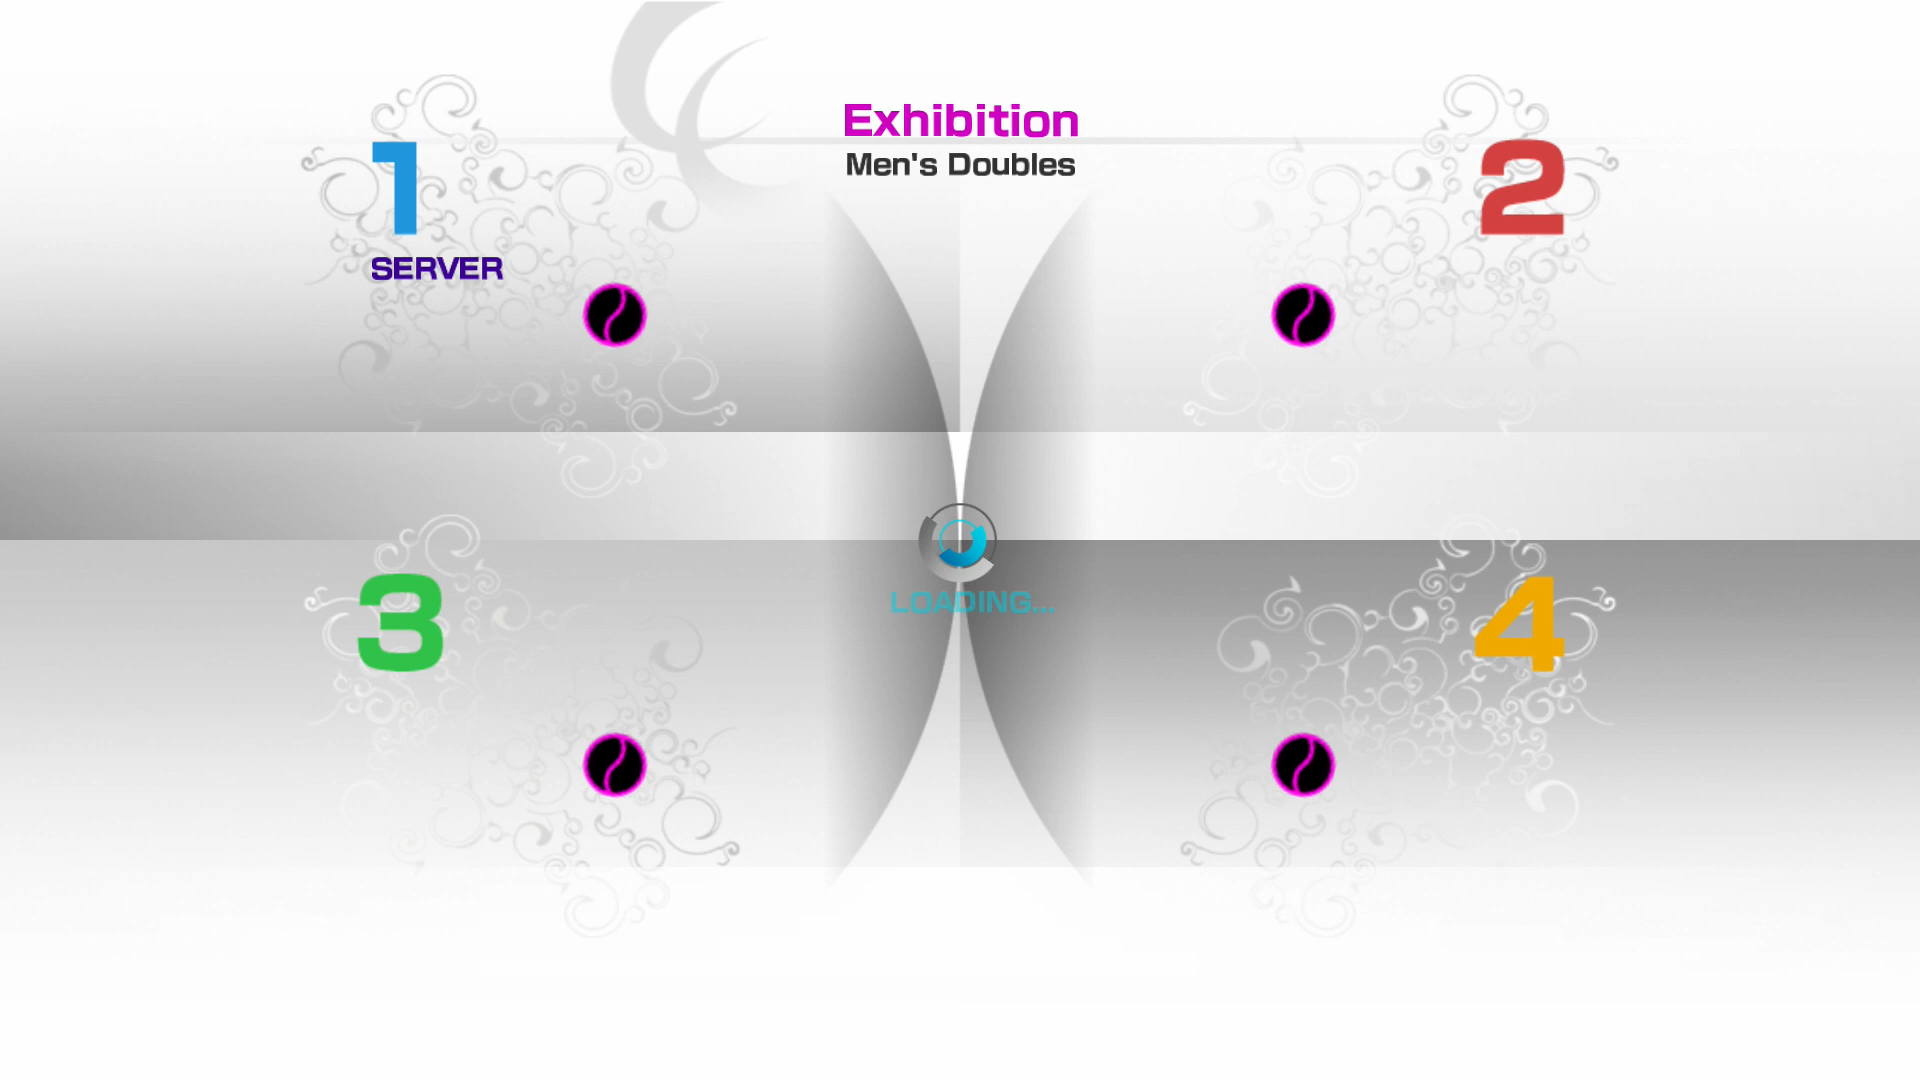 Exhibition
Men's Doubles
1
2
SERVER
LOADING...
3
4